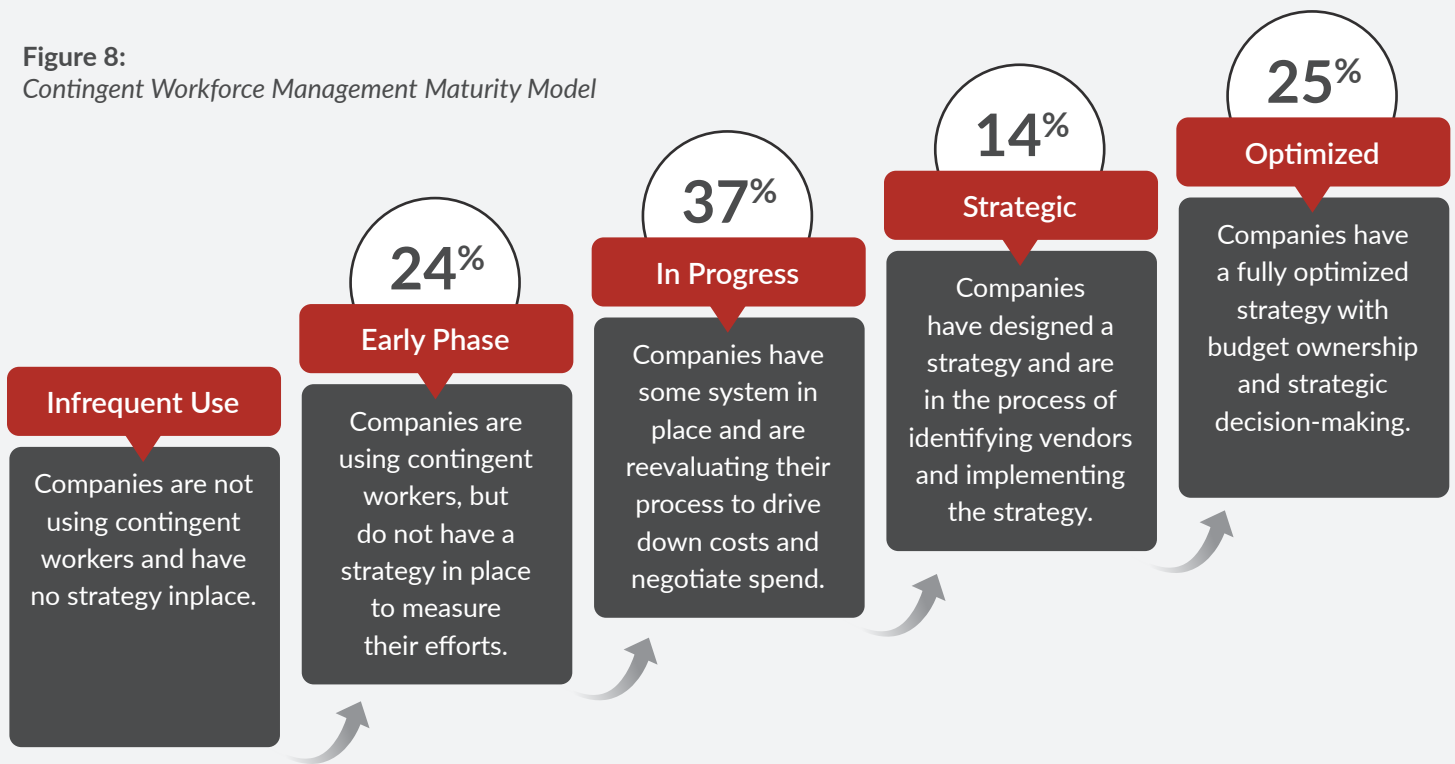 Figure 8:
Contingent Workforce Management Maturity Model
Infrequent Use
Companies are not
using contingent
workers and have
no strategy inplace.
24%
Early Phase
Companies are
using contingent
workers, but
do not have a
strategy in place
to measure
their efforts.
37%
In Progress
Companies have
some system in
place and are
reevaluating their
process to drive
down costs and
negotiate spend.
14%
Strategic
Companies
have designed a
strategy and are
in the process of
identifying vendors
and implementing
the strategy.
25%
Optimized
Companies have
a fully optimized
strategy with
budget ownership
and strategic
decision-making.